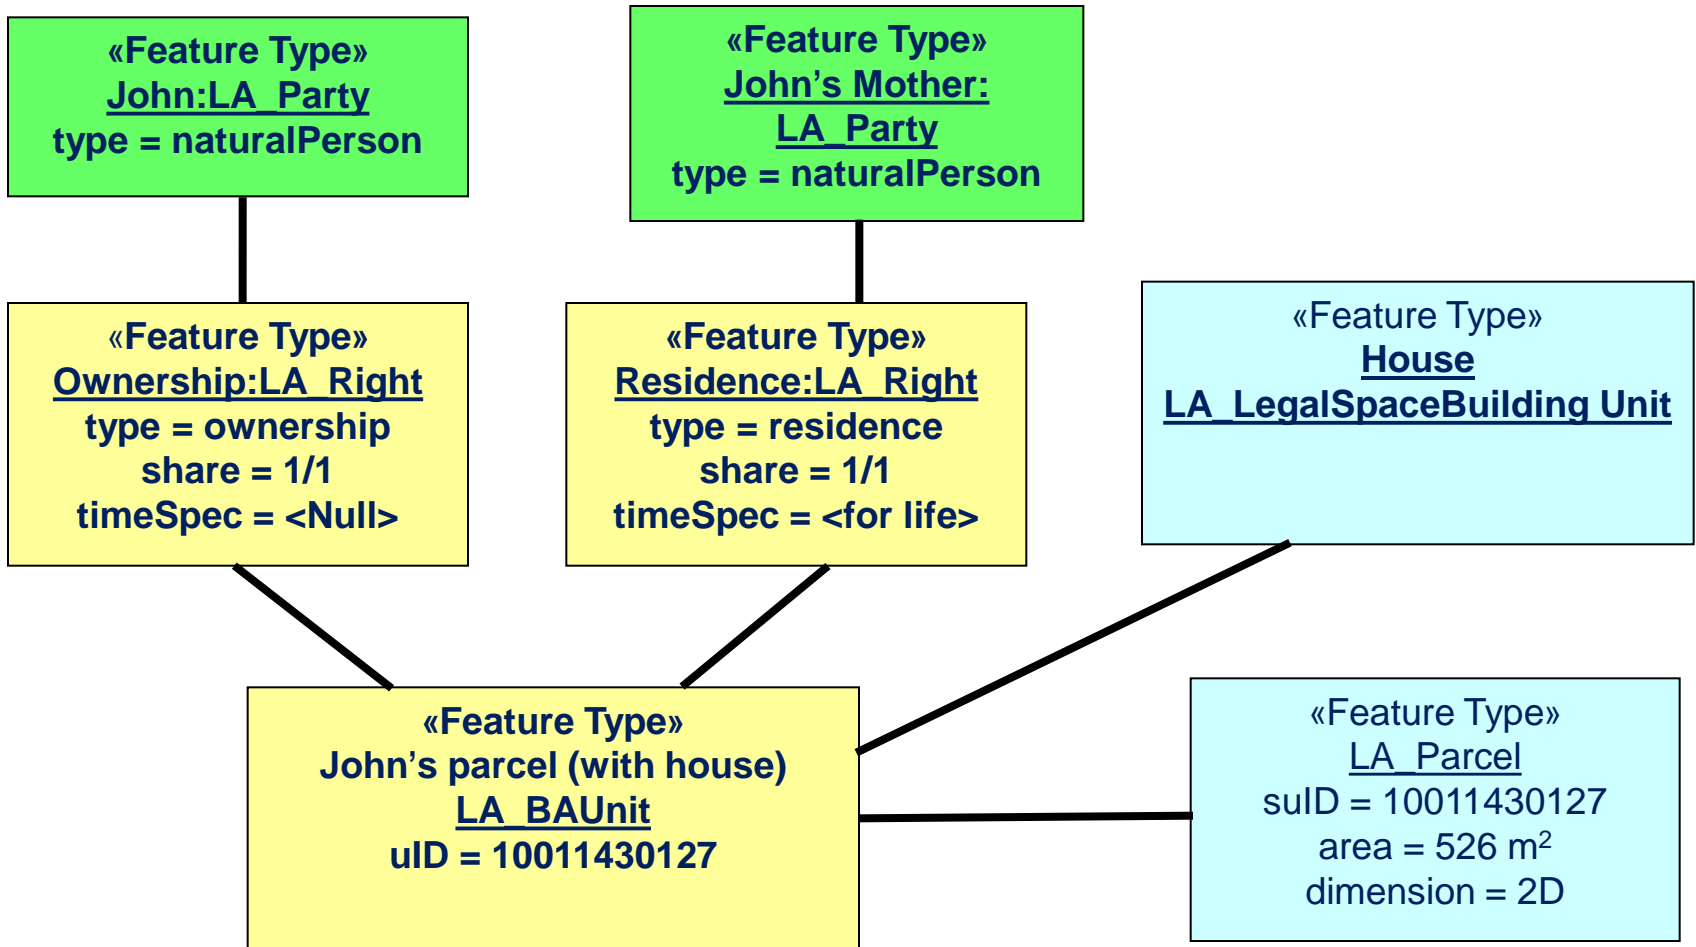 «Feature Type»
John:LA_Party
type = naturalPerson
«Feature Type»
John’s Mother:
LA_Party
type = naturalPerson
«Feature Type»
Ownership:LA_Right
type = ownership
share = 1/1
timeSpec = <Null>
«Feature Type»
Residence:LA_Right
type = residence
share = 1/1
timeSpec = <for life>
«Feature Type»
House
LA_LegalSpaceBuilding Unit
«Feature Type»
John’s parcel (with house)
LA_BAUnit
uID = 10011430127
«Feature Type»
LA_Parcel
suID = 10011430127
area = 526 m²
dimension = 2D